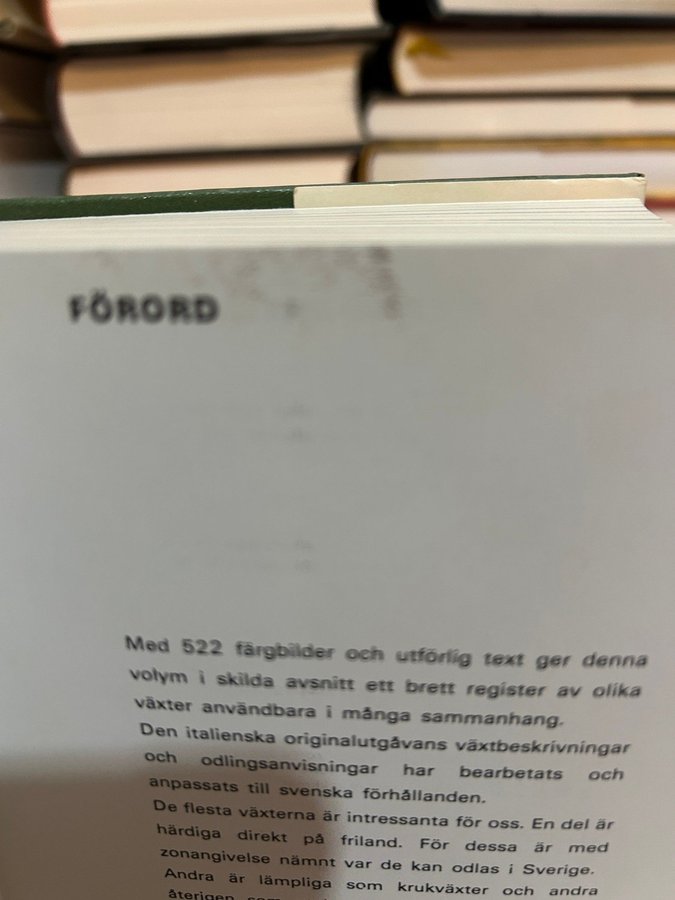 FÖRORD
Med 522 färgbilder och utförlig text ger denna
volym i skilda avsnitt ett brett register av olika
växter användbara i många sammanhang.
Den italienska originalutgåvans växtbeskrivningar
och odlingsanvisningar har bearbetats och
anpassats till svenska förhållanden.
De flesta växterna är intressanta för oss. En del är
härdiga direkt på friland. För dessa är med
zonangivelse nämnt var de kan odlas i Sverige.
Andra är lämpliga som krukväxter och andra
återigen som